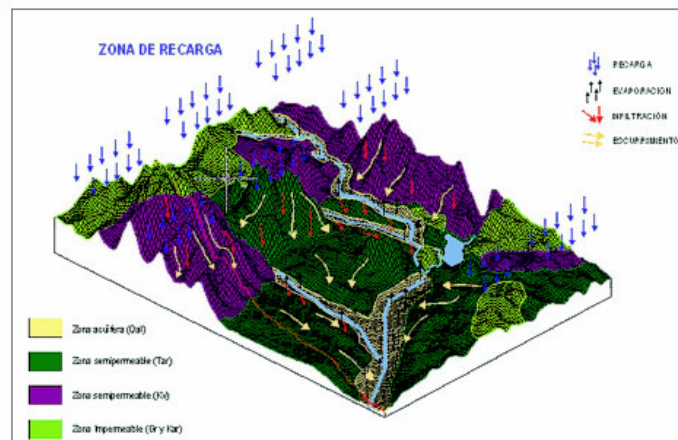 ZONA DE RECARGA
RECARGA
EVAPORACION
INFILTRACIÓN
ESCURRIMIENTO
Zona acuífera (Qal)
Zona semipermeable (Tar)
Zona semipermeable (Kv)
Zona Impermeable (Gr y Kar)